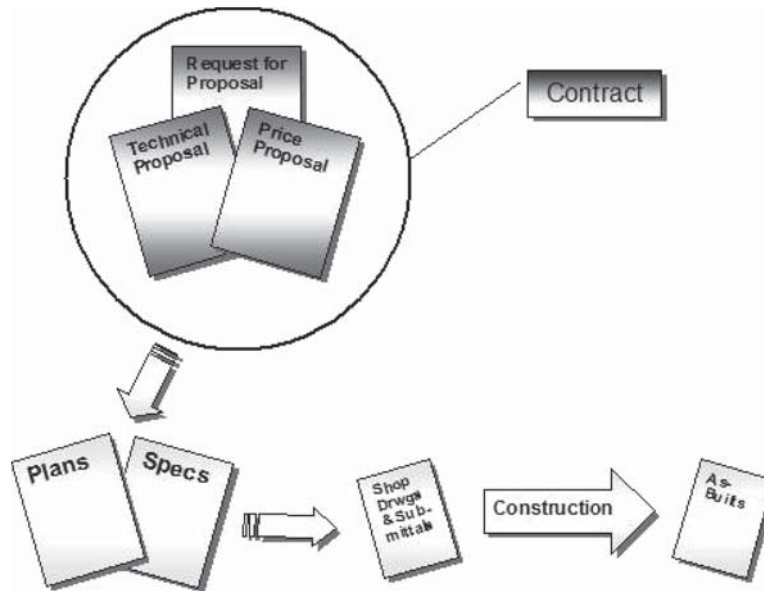 Request for
Proposal
Contract
Technical
Proposal
Price
Proposal
Plans
Specs
Shop
Drwgs
& Sub-
mittals
Construction
As-
Builts